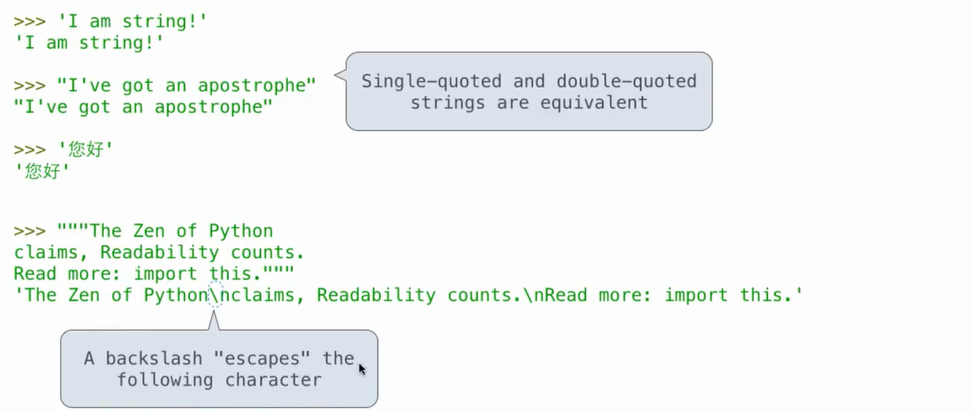 >>> 'I am string!'
'I am string!'
>>> "I've got an apostrophe"
"I've got an apostrophe"
Single-quoted and double-quoted
strings are equivalent
>>> '您好'
'您好'
>>> """The Zen of Python
claims, Readability counts.
Read more: import this."""
'The Zen of Python\nclaims, Readability counts.\nRead more: import this.'
A backslash "escapes" the
following character